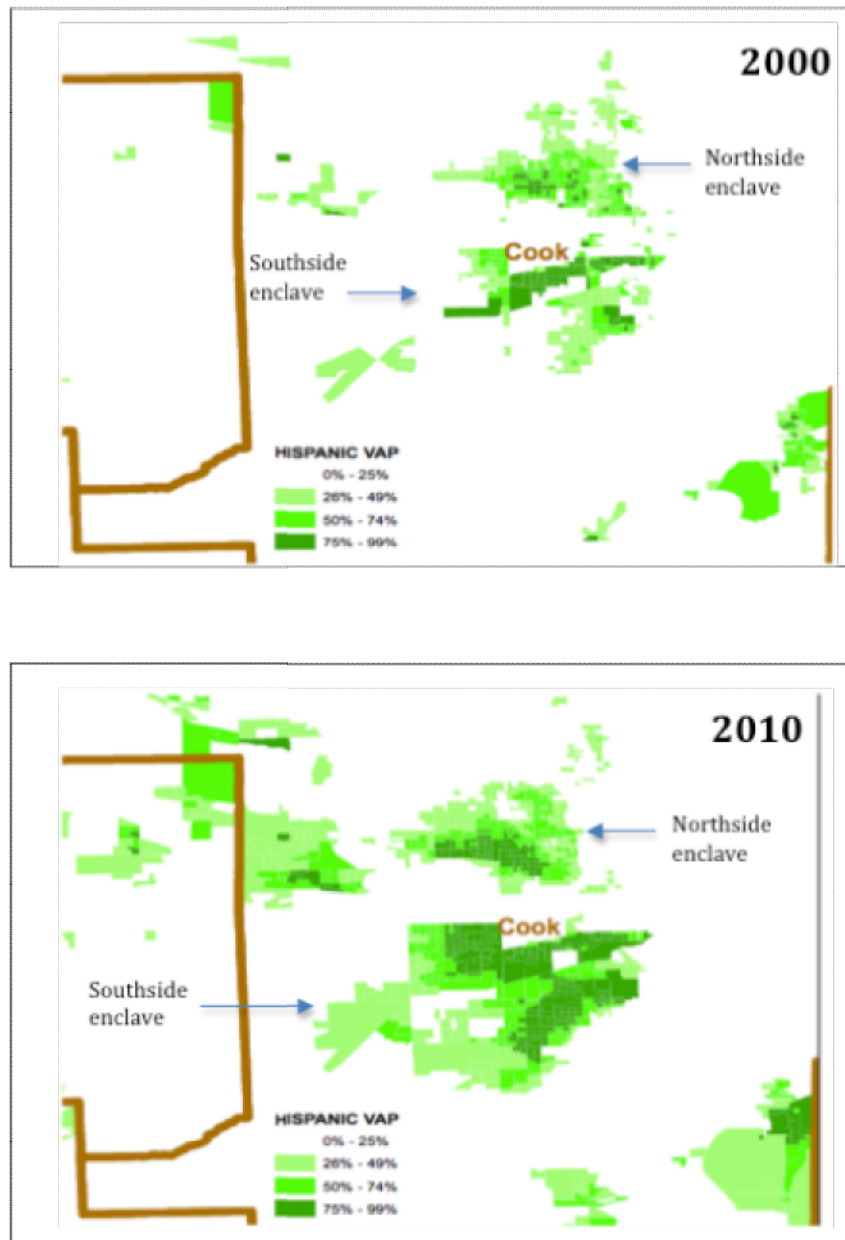 2000
Northside
enclave
Cook
Southside
enclave
HISPANIC VAP
0% - 25%
26% - 49%
50% - 74%
75% - 99%
2010
Northside
enclave
Cook
Southside
enclave
HISPANIC VAP
0% - 25%
26% - 49%
50% - 74%
75% - 99%